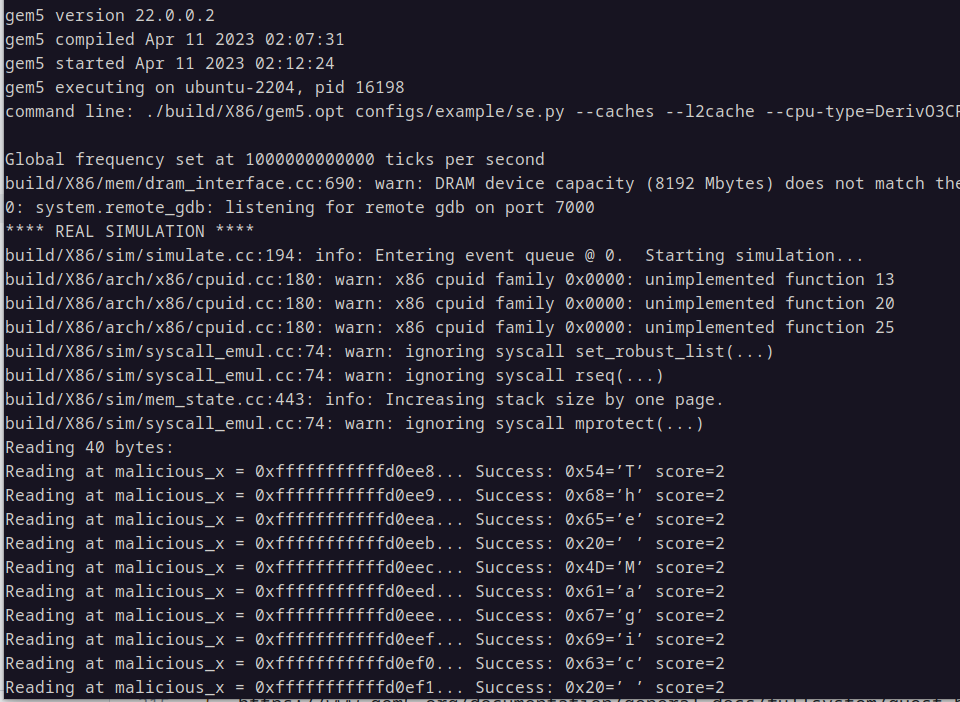 gem5 version 22.0.0.2
gem5 compiled Apr 11 2023 02:07:31
gem5 started Apr 11 2023 02:12:24
gem5 executing on ubuntu-2204, pid 16198
command line: ./build/X86/gem5.opt configs/example/se.py --caches --l2cache --cpu-type=DerivO3CP
Global frequency set at 1000000000000 ticks per second
build/X86/mem/dram_interface.cc:690: warn: DRAM device capacity (8192 Mbytes) does not match the
0: system.remote_gdb: listening for remote gdb on port 7000
**** REAL SIMULATION ****
build/X86/sim/simulate.cc:194: info: Entering event queue @ 0.  Starting simulation...
build/X86/arch/x86/cpuid.cc:180: warn: x86 cpuid family 0x0000: unimplemented function 13
build/X86/arch/x86/cpuid.cc:180: warn: x86 cpuid family 0x0000: unimplemented function 20
build/X86/arch/x86/cpuid.cc:180: warn: x86 cpuid family 0x0000: unimplemented function 25
build/X86/sim/syscall_emul.cc:74: warn: ignoring syscall set_robust_list(...)
build/X86/sim/syscall_emul.cc:74: warn: ignoring syscall rseq(...)
build/X86/sim/mem_state.cc:443: info: Increasing stack size by one page.
build/X86/sim/syscall_emul.cc:74: warn: ignoring syscall mprotect(...)
Reading 40 bytes:
Reading at malicious_x = 0xfffffffffffd0ee8... Success: 0x54=’T’ score=2
Reading at malicious_x = 0xfffffffffffd0ee9... Success: 0x68=’h’ score=2
Reading at malicious_x = 0xfffffffffffd0eea... Success: 0x65=’e’ score=2
Reading at malicious_x = 0xfffffffffffd0eeb... Success: 0x20=’ ’ score=2
Reading at malicious_x = 0xfffffffffffd0eec... Success: 0x4D=’M’ score=2
Reading at malicious_x = 0xfffffffffffd0eed... Success: 0x61=’a’ score=2
Reading at malicious_x = 0xfffffffffffd0eee... Success: 0x67=’g’ score=2
Reading at malicious_x = 0xfffffffffffd0eef... Success: 0x69=’i’ score=2
Reading at malicious_x = 0xfffffffffffd0ef0... Success: 0x63=’c’ score=2
Reading at malicious_x = 0xfffffffffffd0ef1... Success: 0x20=’ ’ score=2